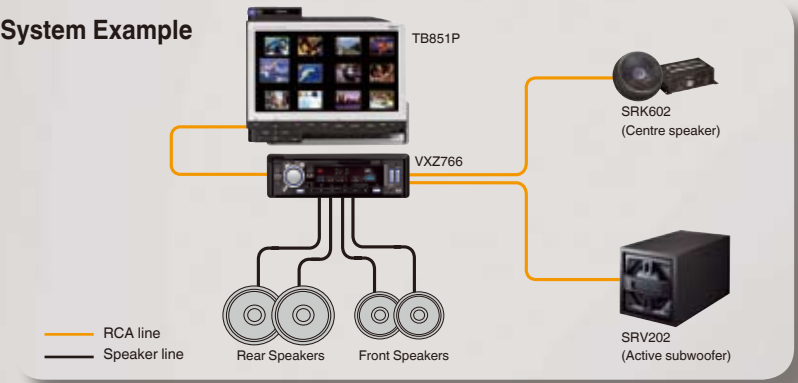 System Example
TB851P
SRK602
(Centre speaker)
VXZ766
SRV202
(Active subwoofer)
RCA line
Speaker line
Rear Speakers
Front Speakers